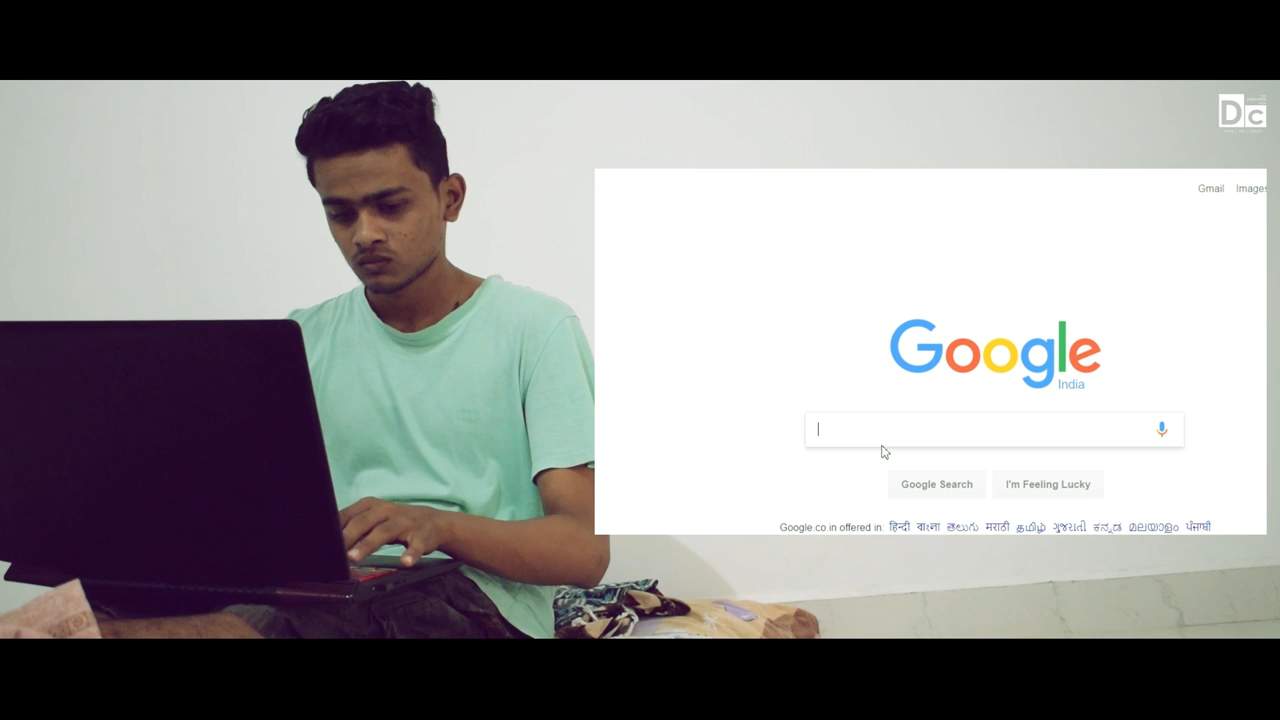 Dc
Gmail Images
Google
India
Google Search I'm Feeling Lucky
Google.co.in offered in: हिन्दी বাংলা తెలుగు मराठी தமிழ் ગુજરાતી ಕನ್ನಡ മലയാളം ਪੰਜਾਬੀ